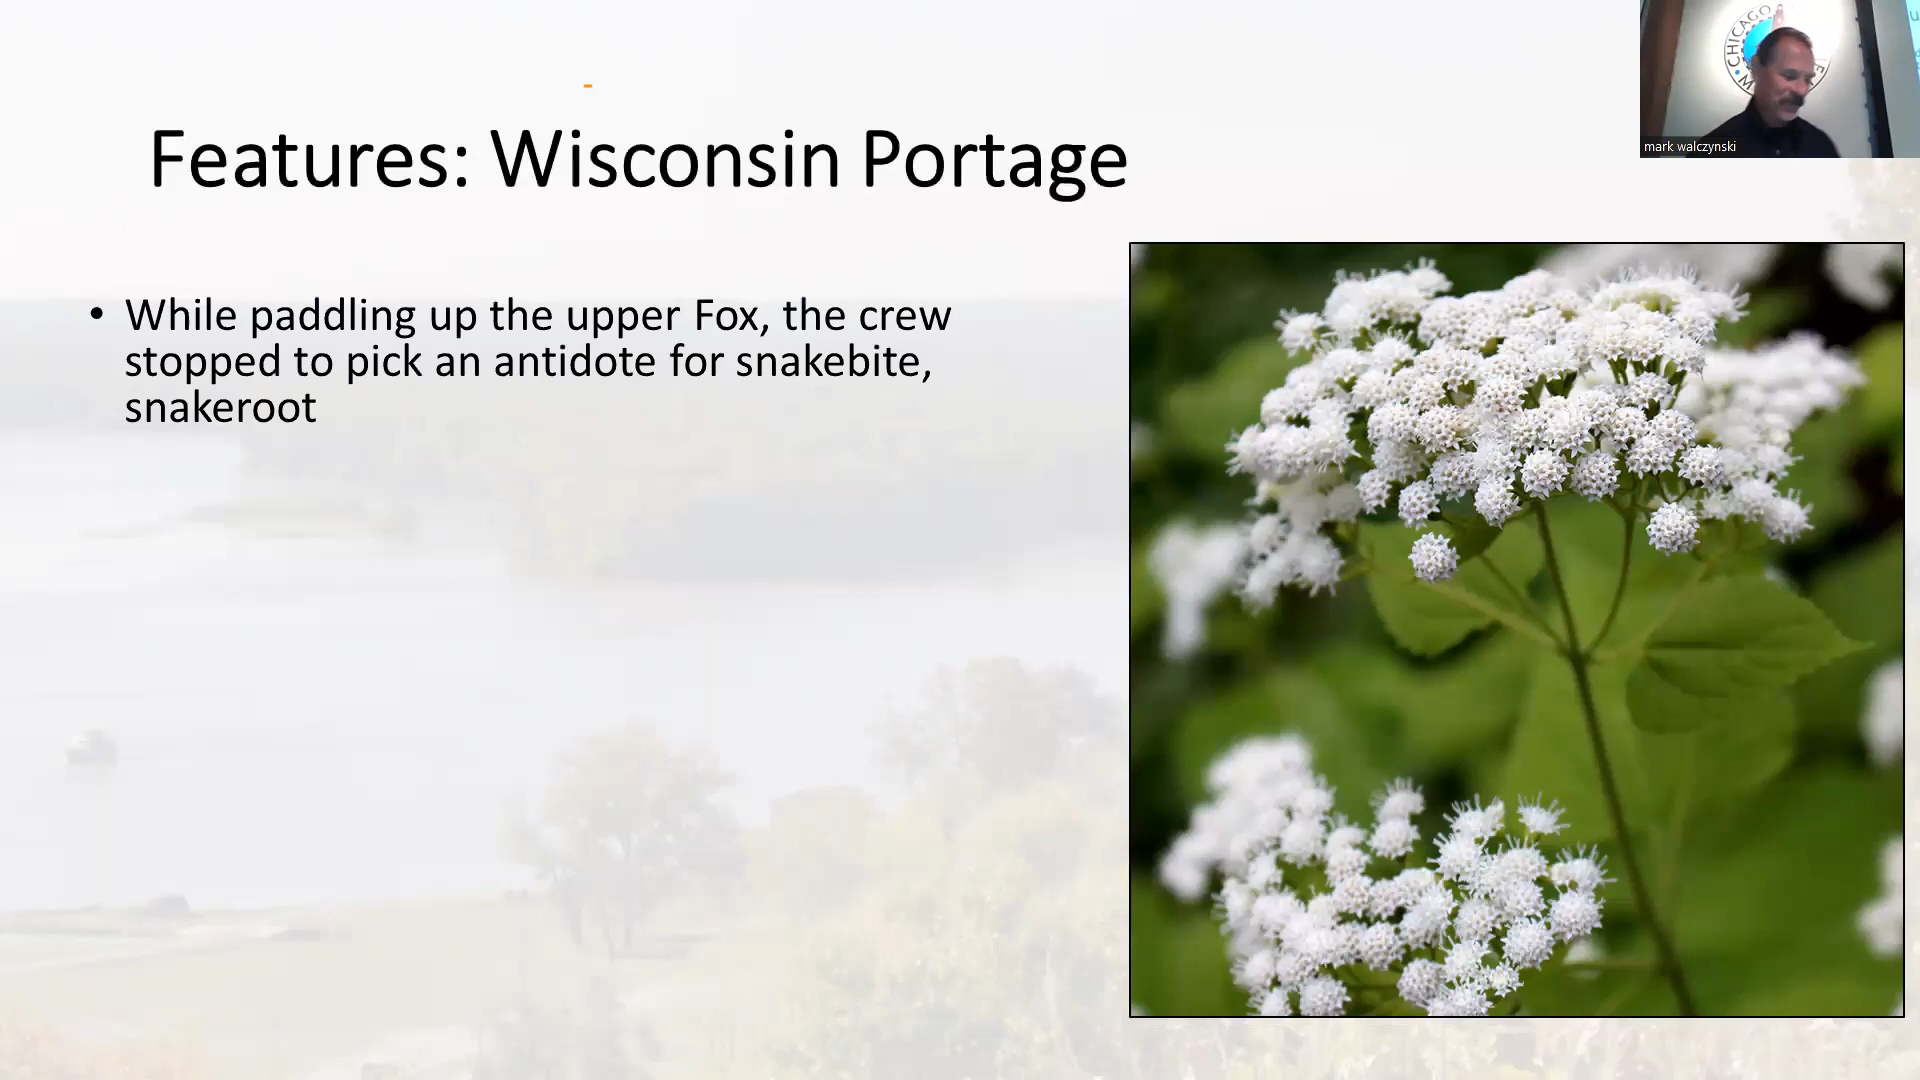 Features: Wisconsin Portage
• While paddling up the upper Fox, the crew
stopped to pick an antidote for snakebite,
snakeroot
CHICAGO
mark walczynski